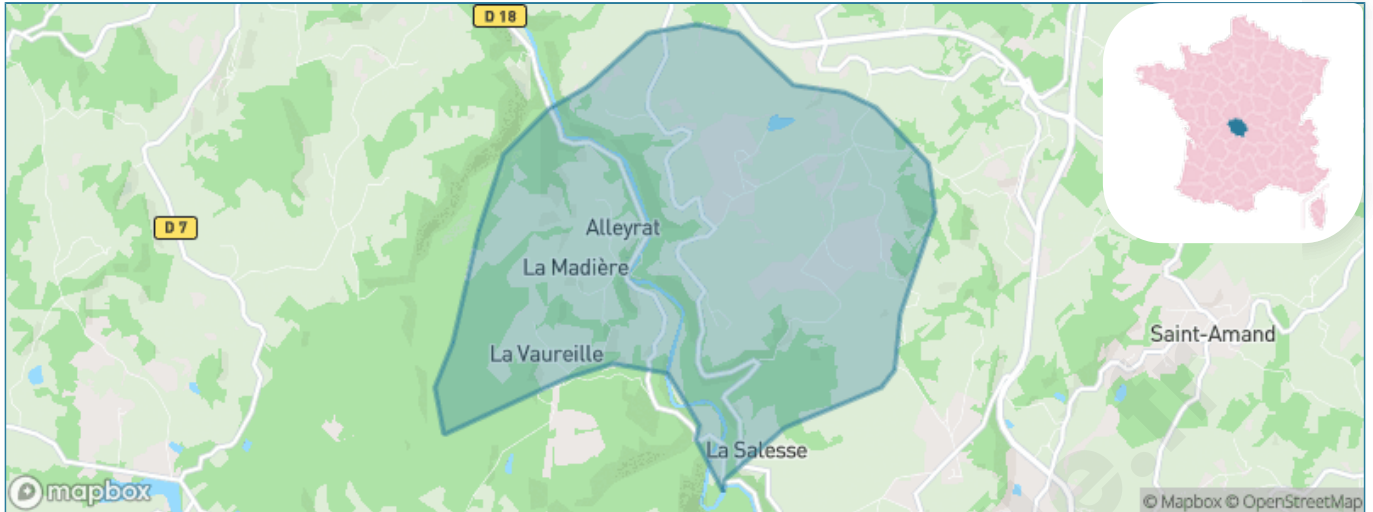 D 18
D 7
Alleyrat
La Madière
Saint-Amand
La Vaureille
La Salesse
mapbox
© Mapbox © OpenStreetMap